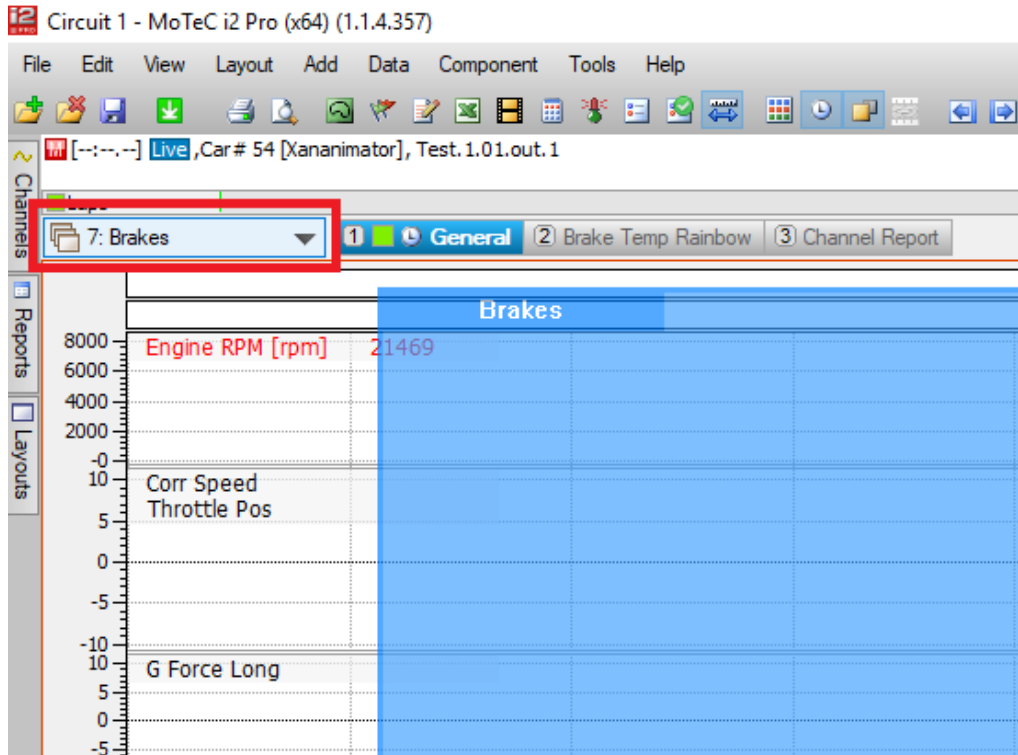 Circuit 1 - MoTeC i2 Pro (x64) (1.1.4.357)
File Edit View Layout Add Data Component Tools Help
[--:--.--] Live ,Car# 54 [Xananimator], Test.1.01.out.1
7: Brakes
1 General 2 Brake Temp Rainbow 3 Channel Report
Channels
Reports
Layouts
Brakes
Engine RPM [rpm] 21469
8000
6000
4000
2000
-0
Corr Speed
Throttle Pos
10
5
0
-5
-10
G Force Long
10
5
0
-5